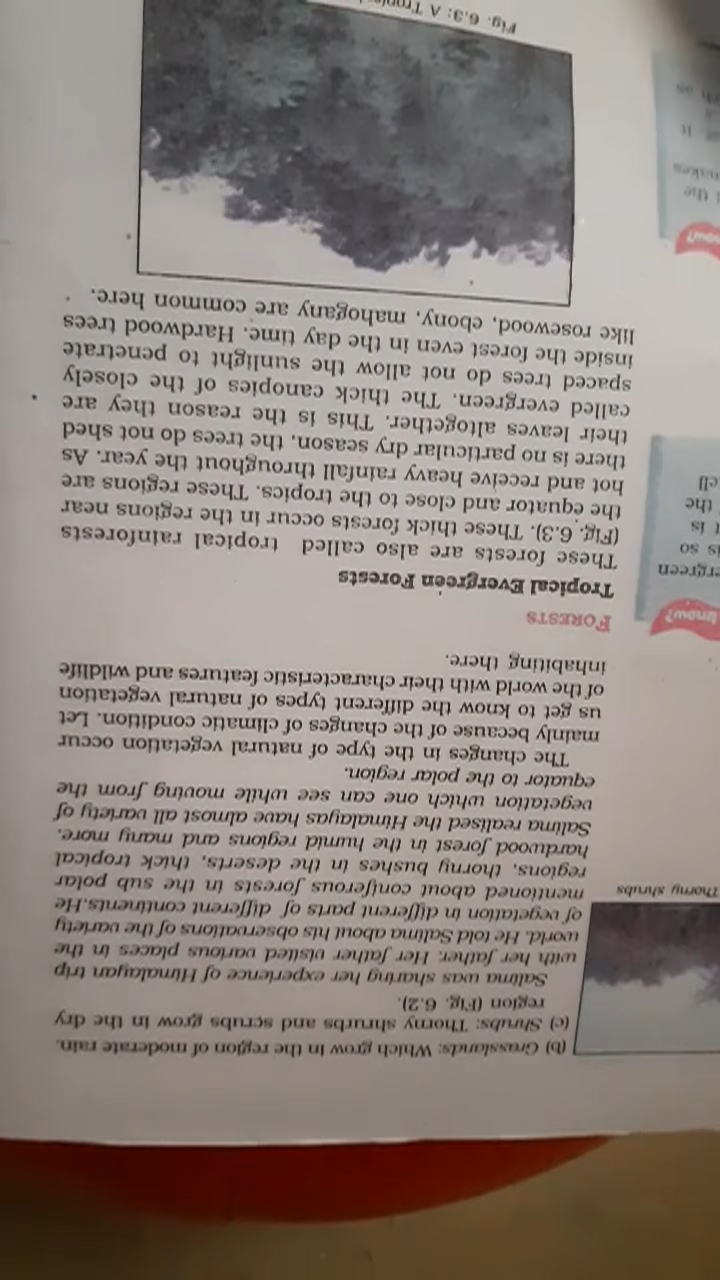 (b) Grasslands: Which grow in the region of moderate rain.
(c) Shrubs: Thorny shrubs and scrubs grow in the dry
region (Fig. 6.2).
Salima was sharing her experience of Himalayan trip
with her father. Her father visited various places in the
world. He told Salima about his observations of the variety
of vegetation in different parts of different continents.He
mentioned about coniferous forests in the sub polar
regions, thorny bushes in the deserts, thick tropical
hardwood forest in the humid regions and many more.
Salima realised the Himalayas have almost all variety of
vegetation which one can see while moving from the
equator to the polar region.
The changes in the type of natural vegetation occur
mainly because of the changes of climatic condition. Let
us get to know the different types of natural vegetation
of the world with their characteristic features and wildlife
inhabiting there.
FORESTS
Tropical Evergreen Forests
These forests are also called tropical rainforests
(Fig. 6.3). These thick forests occur in the regions near
the equator and close to the tropics. These regions are
hot and receive heavy rainfall throughout the year. As
there is no particular dry season, the trees do not shed
their leaves altogether. This is the reason they are
called evergreen. The thick canopies of the closely
spaced trees do not allow the sunlight to penetrate
inside the forest even in the day time. Hardwood trees
like rosewood, ebony, mahogany are common here.
Fig. 6.3: A
Thorny shrubs
know?
is so
is
the
the